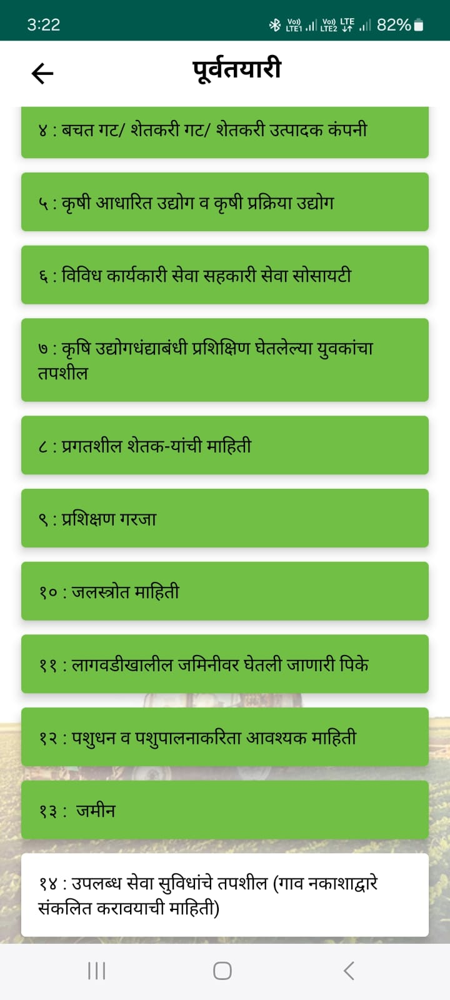 3:22
Vo)) LTE1 Vo)) LTE2 LTE 82%
पूर्वतयारी
४ : बचत गट/ शेतकरी गट/ शेतकरी उत्पादक कंपनी
५ : कृषी आधारित उद्योग व कृषी प्रक्रिया उद्योग
६ : विविध कार्यकारी सेवा सहकारी सेवा सोसायटी
७ : कृषि उद्योगधंद्याबंधी प्रशिक्षिण घेतलेल्या युवकांचा
तपशील
८ : प्रगतशील शेतक-यांची माहिती
९ : प्रशिक्षण गरजा
१० : जलस्त्रोत माहिती
११ : लागवडीखालील जमिनीवर घेतली जाणारी पिके
१२ : पशुधन व पशुपालनाकरिता आवश्यक माहिती
१३ : जमीन
१४ : उपलब्ध सेवा सुविधांचे तपशील (गाव नकाशाद्वारे
संकलित करावयाची माहिती)